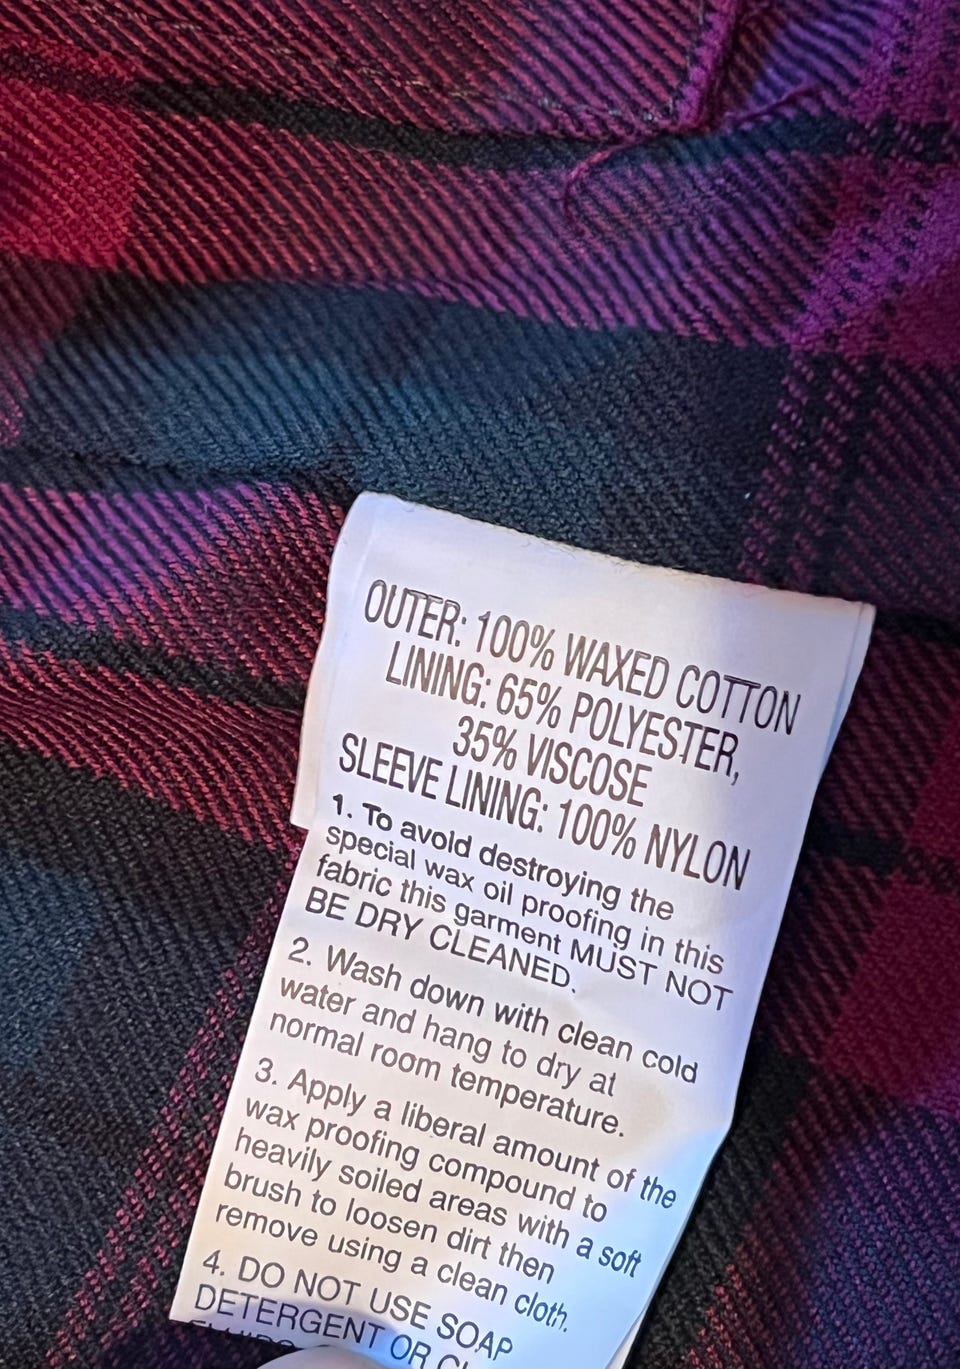 OUTER: 100% WAXED COTTON
LINING: 65% POLYESTER,
35% VISCOSE
SLEEVE LINING: 100% NYLON
1. To avoid destroying the
special wax oil proofing in this
fabric this garment MUST NOT
BE DRY CLEANED.
2. Wash down with clean cold
water and hang to dry at
normal room temperature.
3. Apply a liberal amount of the
wax proofing compound to
heavily soiled areas with a soft
brush to loosen dirt then
remove using a clean cloth.
4. DO NOT USE SOAP
DETERGENT OR